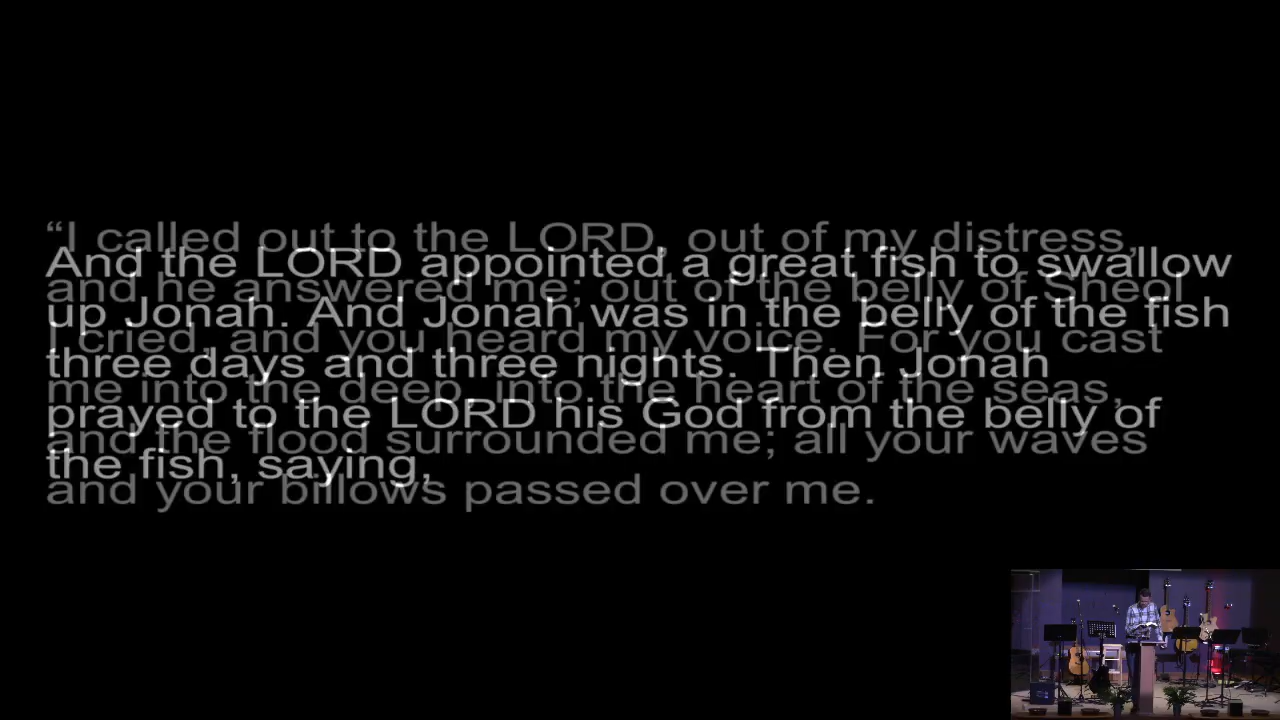 “I called out to the LORD, out of my distress,
and he answered me; out of the belly of Sheol
I cried, and you heard my voice. For you cast
me into the deep, into the heart of the seas,
and the flood surrounded me; all your waves
and your billows passed over me.
And the LORD appointed a great fish to swallow
up Jonah. And Jonah was in the belly of the fish
three days and three nights. Then Jonah
prayed to the LORD his God from the belly of
the fish, saying,